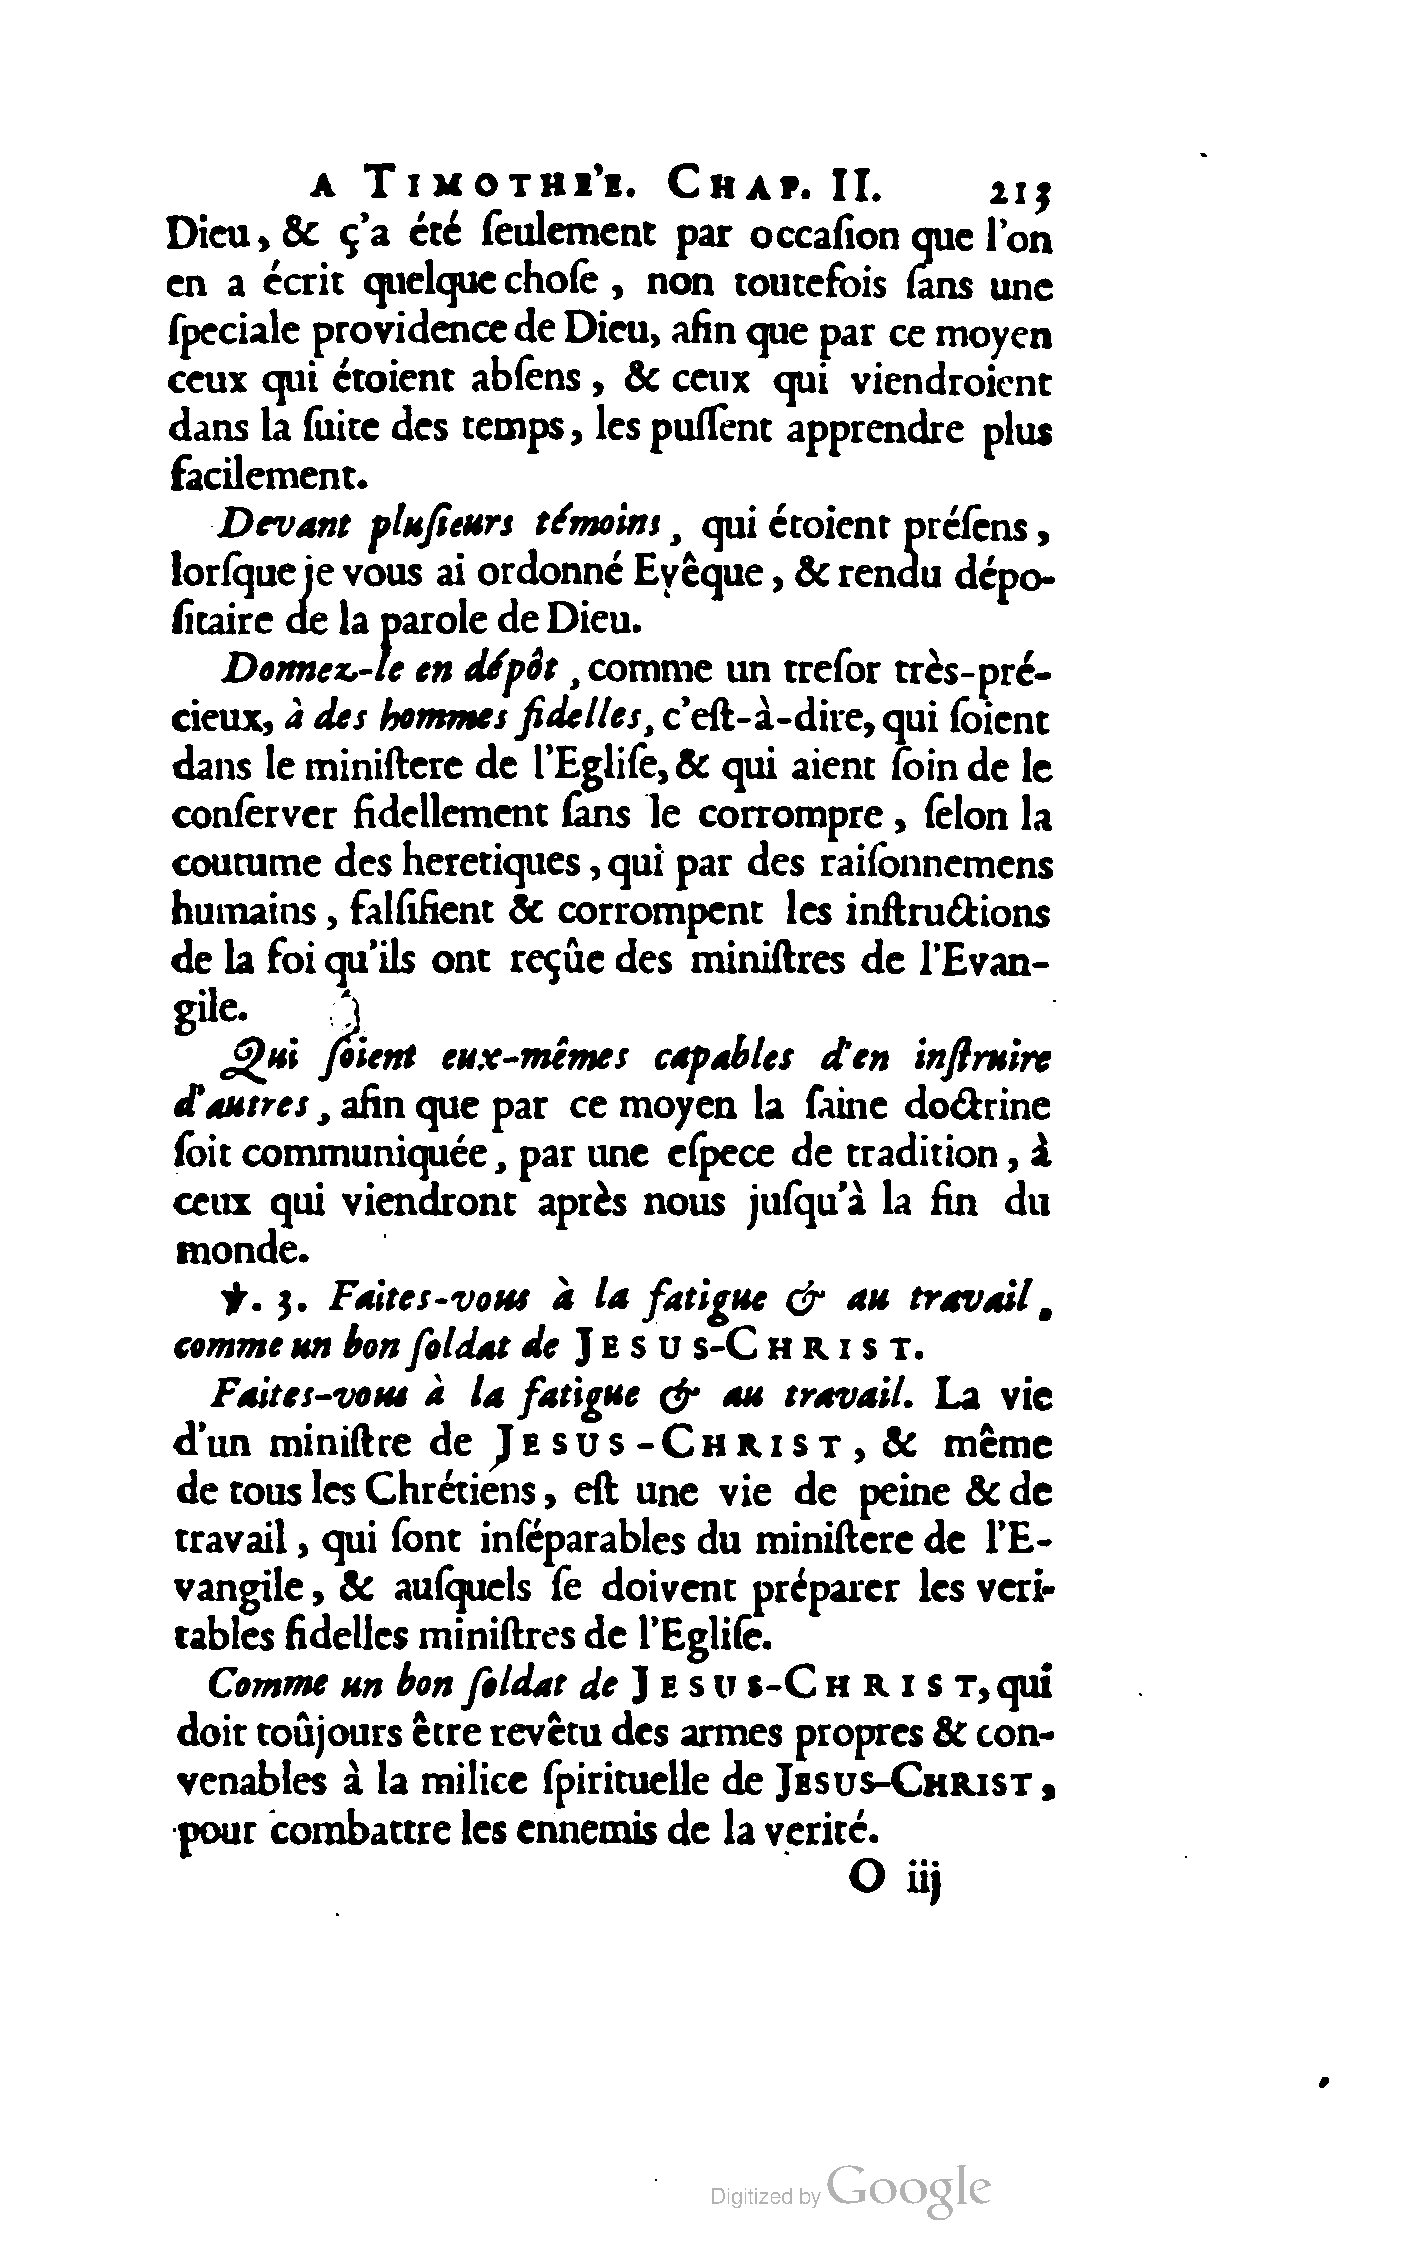 A TIMOTHE'E. CHAP. II. 213
Dieu, & ç'a été ſeulement par occaſion que l'on
en a écrit quelque choſe, non toutefois ſans une
ſpeciale providence de Dieu, afin que par ce moyen
ceux qui étoient abſens, & ceux qui viendroient
dans la ſuite des temps, les puſſent apprendre plus
facilement.
Devant pluſieurs témoins, qui étoient préſens,
lorſque je vous ai ordonné Evêque, & rendu dépo-
ſitaire de la parole de Dieu.
Donnez-le en dépôt, comme un treſor très-pré-
cieux, à des hommes fidelles, c'eſt-à-dire, qui ſoient
dans le miniſtere de l'Egliſe, & qui aient ſoin de le
conſerver fidellement ſans le corrompre, ſelon la
coutume des heretiques, qui par des raiſonnemens
humains, falſifient & corrompent les inſtructions
de la foi qu'ils ont reçûe des miniſtres de l'Evan-
gile.
Qui ſoient eux-mêmes capables d'en inſtruire
d'autres, afin que par ce moyen la ſaine doctrine
ſoit communiquée, par une eſpece de tradition, à
ceux qui viendront après nous juſqu'à la fin du
monde.
℣. 3. Faites-vous à la fatigue & au travail,
comme un bon ſoldat de JESUS-CHRIST.
Faites-vous à la fatigue & au travail. La vie
d'un miniſtre de JESUS-CHRIST, & même
de tous les Chrétiens, eſt une vie de peine & de
travail, qui ſont inſéparables du miniſtere de l'E-
vangile, & auſquels ſe doivent préparer les veri-
tables fidelles miniſtres de l'Egliſe.
Comme un bon ſoldat de JESUS-CHRIST, qui
doit toûjours être revêtu des armes propres & con-
venables à la milice ſpirituelle de JESUS-CHRIST,
pour combattre les ennemis de la verité.
O iij
Digitized by Google